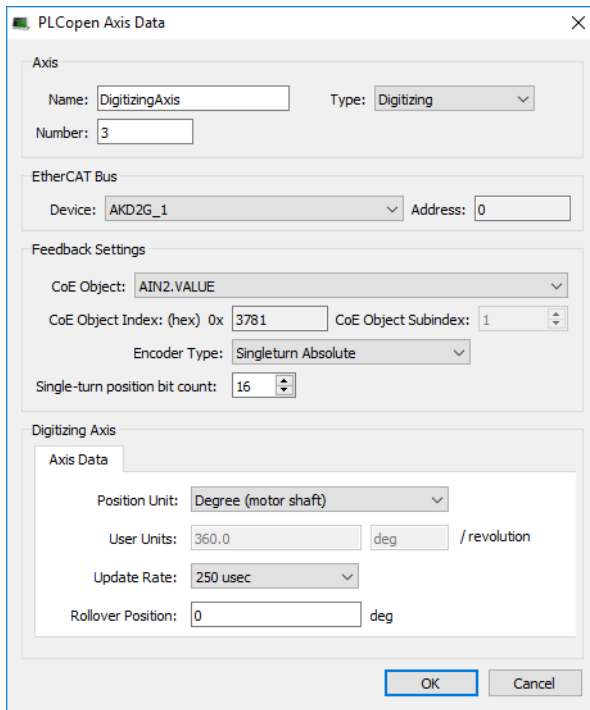 PLCopen Axis Data
Axis
Name: DigitizingAxis Type: Digitizing
Number: 3
EtherCAT Bus
Device: AKD2G_1 Address: 0
Feedback Settings
CoE Object: AIN2.VALUE
CoE Object Index: (hex) 0x 3781 CoE Object Subindex: 1
Encoder Type: Singleturn Absolute
Single-turn position bit count: 16
Digitizing Axis
Axis Data
Position Unit: Degree (motor shaft)
User Units: 360.0 deg / revolution
Update Rate: 250 usec
Rollover Position: 0 deg
OK Cancel